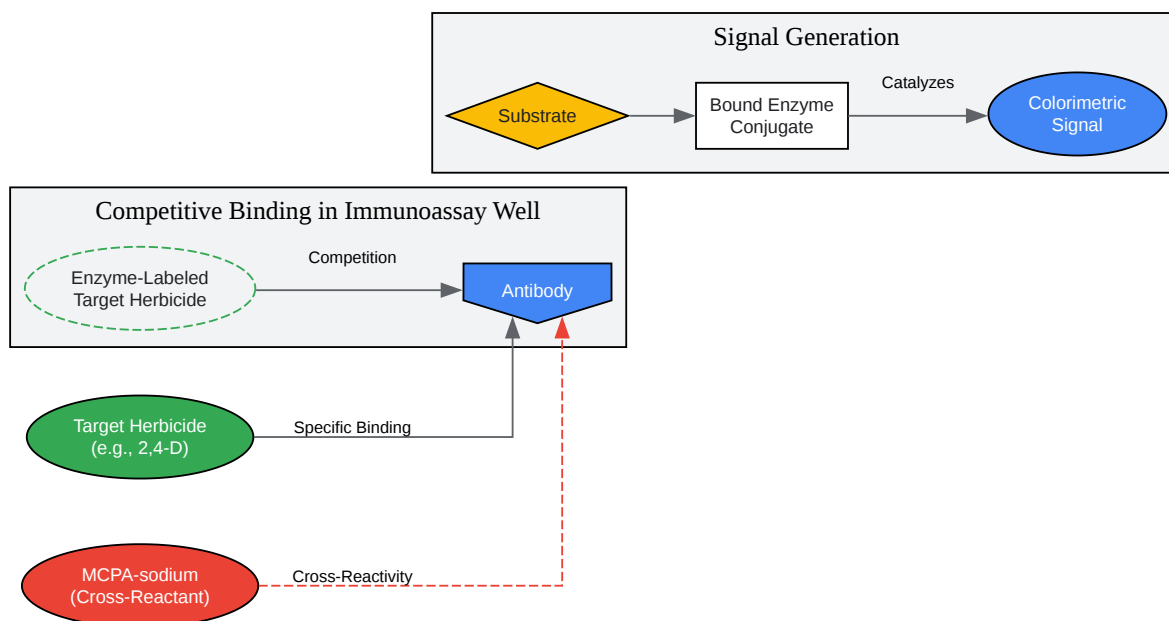 Signal Generation
Substrate
Bound Enzyme
Conjugate
Catalyzes
Colorimetric
Signal
Competitive Binding in Immunoassay Well
Enzyme-Labeled
Target Herbicide
Competition
Antibody
Target Herbicide
(e.g., 2,4-D)
Specific Binding
MCPA-sodium
(Cross-Reactant)
Cross-Reactivity